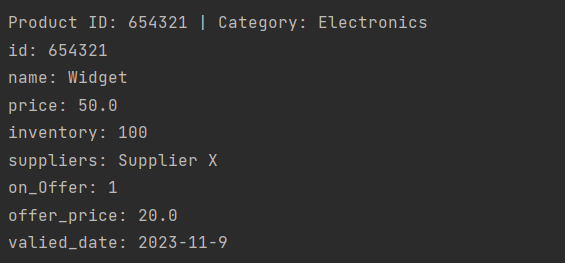 Product ID: 654321 | Category: Electronics
id: 654321
name: Widget
price: 50.0
inventory: 100
suppliers: Supplier X
on_Offer: 1
offer_price: 20.0
valied_date: 2023-11-9